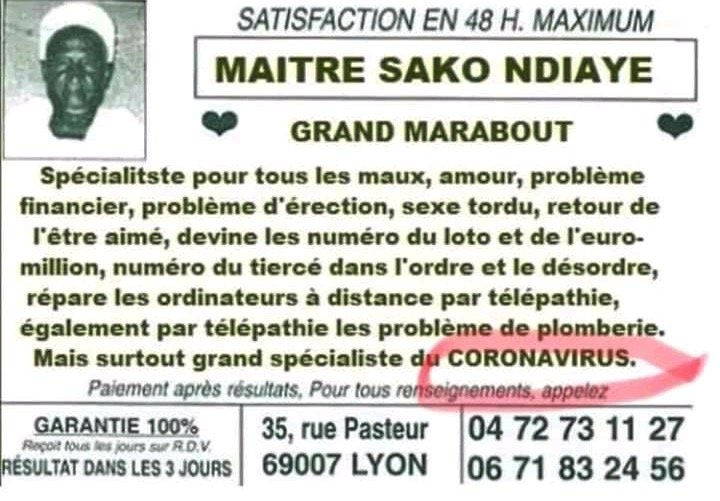 SATISFACTION EN 48 H. MAXIMUM
MAITRE SAKO NDIAYE
GRAND MARABOUT
Spécialitste pour tous les maux, amour, problème
financier, problème d'érection, sexe tordu, retour de
l'être aimé, devine les numéro du loto et de l'euro-
million, numéro du tiercé dans l'ordre et le désordre,
répare les ordinateurs à distance par télépathie,
également par télépathie les problème de plomberie.
Mais surtout grand spécialiste du CORONAVIRUS.
Paiement après résultats, Pour tous renseignements, appelez
GARANTIE 100%
Reçoit tous les jours sur R.D.V.
RÉSULTAT DANS LES 3 JOURS
35, rue Pasteur
69007 LYON
04 72 73 11 27
06 71 83 24 56